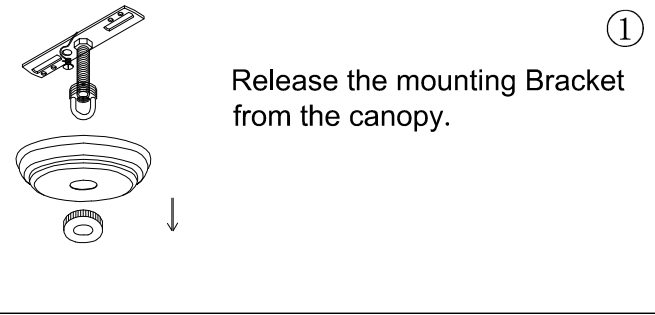 ①
Release the mounting Bracket
from the canopy.